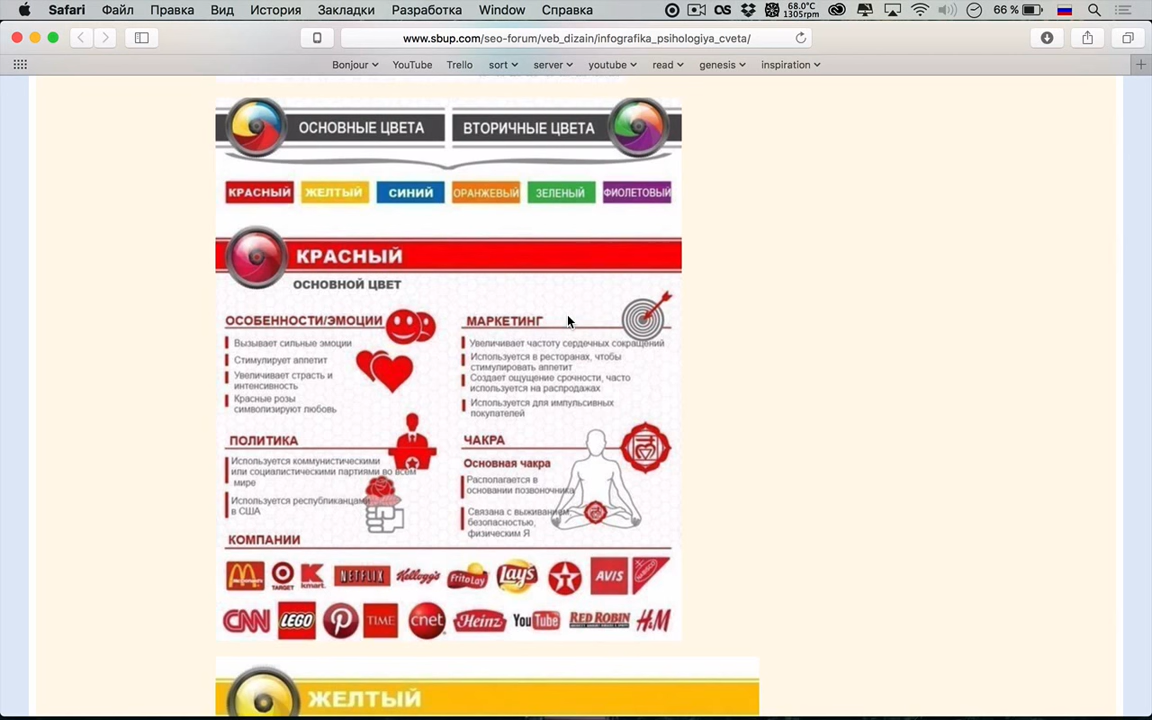 Safari Файл Правка Вид История Закладки Разработка Window Справка
68.0°C
1305rpm
66 %
www.sbup.com/seo-forum/veb_dizain/infografika_psihologiya_cveta/
Bonjour YouTube Trello sort server youtube read genesis inspiration
ОСНОВНЫЕ ЦВЕТА
ВТОРИЧНЫЕ ЦВЕТА
КРАСНЫЙ ЖЕЛТЫЙ СИНИЙ ОРАНЖЕВЫЙ ЗЕЛЕНЫЙ ФИОЛЕТОВЫЙ
КРАСНЫЙ
ОСНОВНОЙ ЦВЕТ
ОСОБЕННОСТИ/ЭМОЦИИ
Вызывает сильные эмоции
Стимулирует аппетит
Увеличивает страсть и
интенсивность
Красные розы
символизируют любовь
МАРКЕТИНГ
Увеличивает частоту сердечных сокращений
Используется в ресторанах, чтобы
стимулировать аппетит
Создает ощущение срочности, часто
используется на распродажах
Используется для импульсивных
покупателей
ПОЛИТИКА
Используется коммунистическими
или социалистическими партиями во всем
мире
Используется республиканцами
в США
ЧАКРА
Основная чакра
Располагается в
основании позвоночника
Связана с выживанием
безопасностью,
физическим Я
КОМПАНИИ
TARGET kmart NETFLIX Kellogg's FritoLay Lay's AVIS NABISCO
CNN LEGO TIME cnet Heinz YouTube RED ROBIN H&M
ЖЕЛТЫЙ